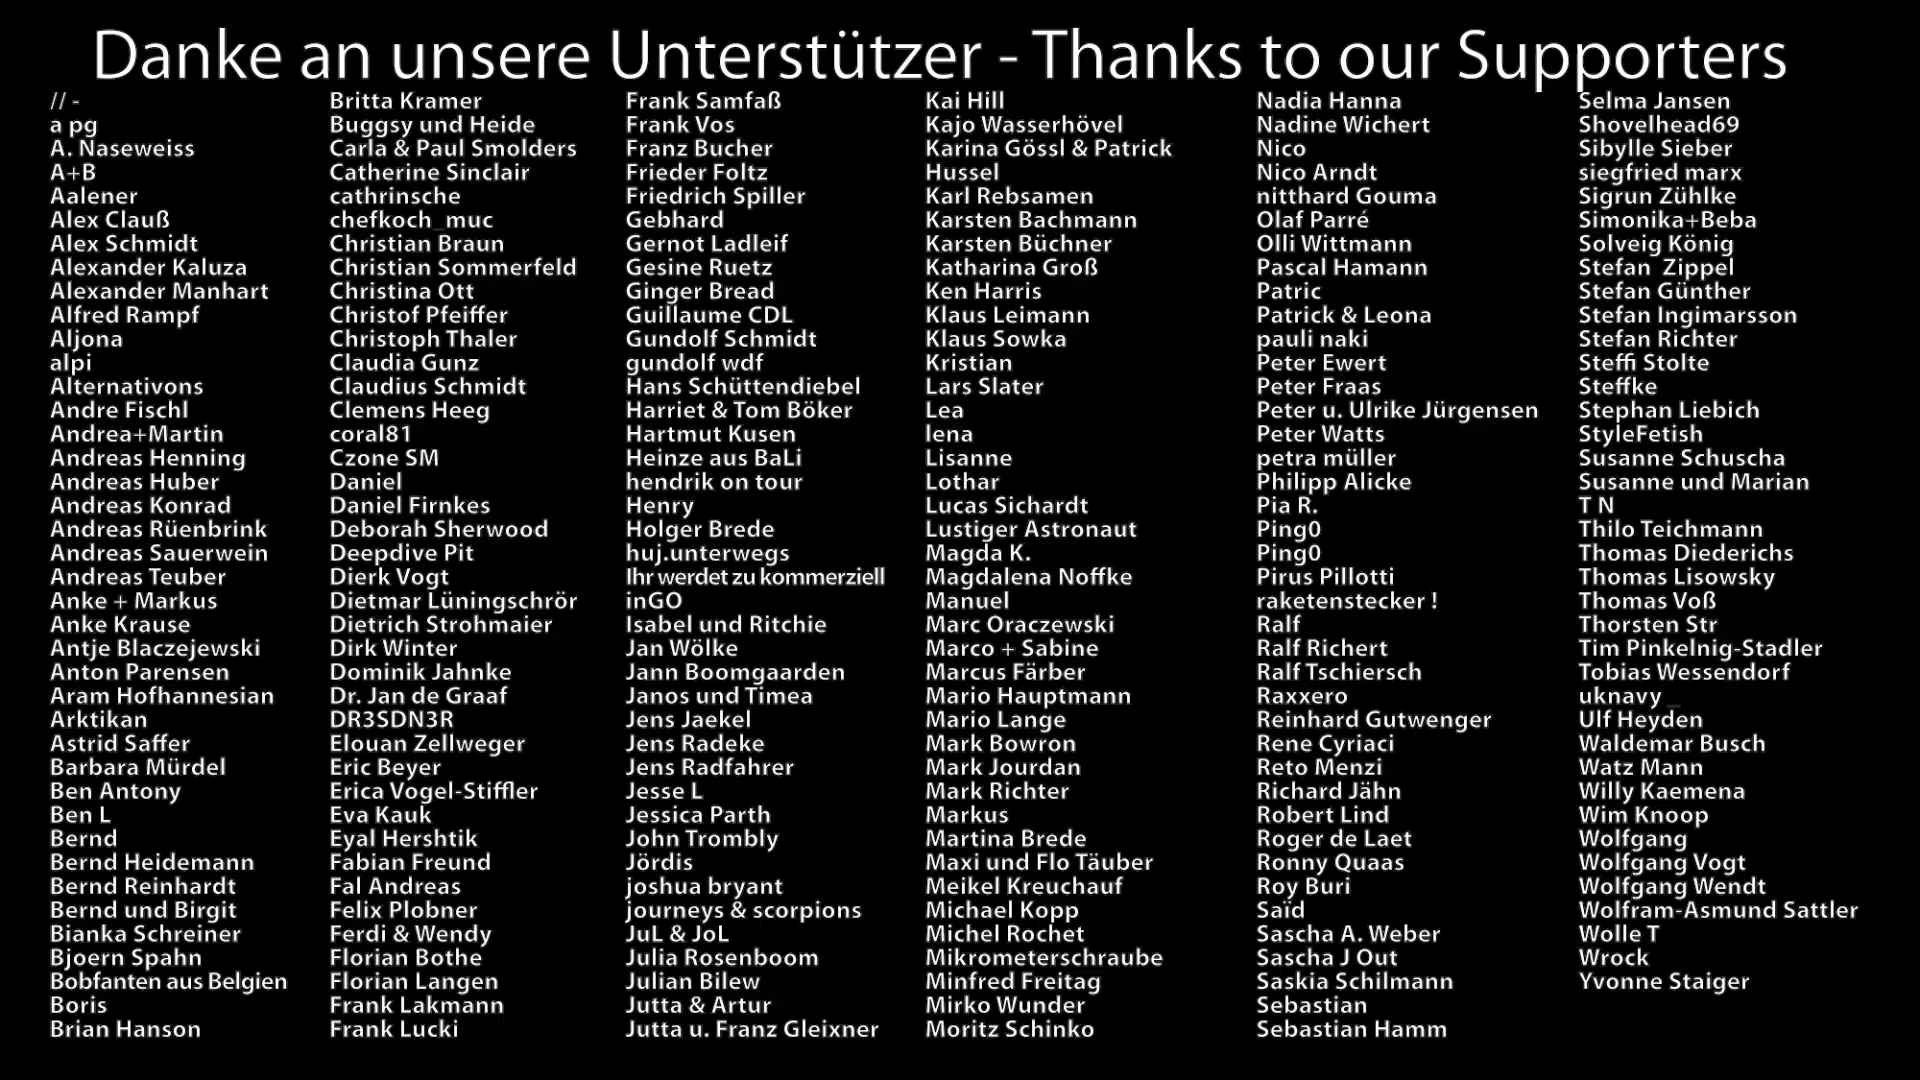 Danke an unsere Unterstützer - Thanks to our Supporters
// -
a pg
A. Naseweiss
A+B
Aalener
Alex Clauß
Alex Schmidt
Alexander Kaluza
Alexander Manhart
Alfred Rampf
Aljona
alpi
Alternativons
Andre Fischl
Andrea+Martin
Andreas Henning
Andreas Huber
Andreas Konrad
Andreas Rüenbrink
Andreas Sauerwein
Andreas Teuber
Anke + Markus
Anke Krause
Antje Blaczejewski
Anton Parensen
Aram Hofhannesian
Arktikan
Astrid Saffer
Barbara Mürdel
Ben Antony
Ben L
Bernd
Bernd Heidemann
Bernd Reinhardt
Bernd und Birgit
Bianka Schreiner
Bjoern Spahn
Bobfanten aus Belgien
Boris
Brian Hanson
Britta Kramer
Buggsy und Heide
Carla & Paul Smolders
Catherine Sinclair
cathrinsche
chefkoch_muc
Christian Braun
Christian Sommerfeld
Christina Ott
Christof Pfeiffer
Christoph Thaler
Claudia Gunz
Claudius Schmidt
Clemens Heeg
coral81
Czone SM
Daniel
Daniel Firnkes
Deborah Sherwood
Deepdive Pit
Dierk Vogt
Dietmar Lüningschrör
Dietrich Strohmaier
Dirk Winter
Dominik Jahnke
Dr. Jan de Graaf
DR3SDN3R
Elouan Zellweger
Eric Beyer
Erica Vogel-Stiffler
Eva Kauk
Eyal Hershtik
Fabian Freund
Fal Andreas
Felix Plobner
Ferdi & Wendy
Florian Bothe
Florian Langen
Frank Lakmann
Frank Lucki
Frank Samfaß
Frank Vos
Franz Bucher
Frieder Foltz
Friedrich Spiller
Gebhard
Gernot Ladleif
Gesine Ruetz
Ginger Bread
Guillaume CDL
Gundolf Schmidt
gundolf wdf
Hans Schüttendiebel
Harriet & Tom Böker
Hartmut Kusen
Heinze aus BaLi
hendrik on tour
Henry
Holger Brede
huj.unterwegs
Ihr werdet zu kommerziell
inGO
Isabel und Ritchie
Jan Wölke
Jann Boomgaarden
Janos und Timea
Jens Jaekel
Jens Radeke
Jens Radfahrer
Jesse L
Jessica Parth
John Trombly
Jördis
joshua bryant
journeys & scorpions
JuL & JoL
Julia Rosenboom
Julian Bilew
Jutta & Artur
Jutta u. Franz Gleixner
Kai Hill
Kajo Wasserhövel
Karina Gössl & Patrick
Hussel
Karl Rebsamen
Karsten Bachmann
Karsten Büchner
Katharina Groß
Ken Harris
Klaus Leimann
Klaus Sowka
Kristian
Lars Slater
Lea
lena
Lisanne
Lothar
Lucas Sichardt
Lustiger Astronaut
Magda K.
Magdalena Noffke
Manuel
Marc Oraczewski
Marco + Sabine
Marcus Färber
Mario Hauptmann
Mario Lange
Mark Bowron
Mark Jourdan
Mark Richter
Markus
Martina Brede
Maxi und Flo Täuber
Meikel Kreuchauf
Michael Kopp
Michel Rochet
Mikrometerschraube
Minfred Freitag
Mirko Wunder
Moritz Schinko
Nadia Hanna
Nadine Wichert
Nico
Nico Arndt
nitthard Gouma
Olaf Parré
Olli Wittmann
Pascal Hamann
Patric
Patrick & Leona
pauli naki
Peter Ewert
Peter Fraas
Peter u. Ulrike Jürgensen
Peter Watts
petra müller
Philipp Alicke
Pia R.
Ping0
Ping0
Pirus Pillotti
raketenstecker !
Ralf
Ralf Richert
Ralf Tschiersch
Raxxero
Reinhard Gutwenger
Rene Cyriaci
Reto Menzi
Richard Jähn
Robert Lind
Roger de Laet
Ronny Quaas
Roy Buri
Saïd
Sascha A. Weber
Sascha J Out
Saskia Schilmann
Sebastian
Sebastian Hamm
Selma Jansen
Shovelhead69
Sibylle Sieber
siegfried marx
Sigrun Zühlke
Simonika+Beba
Solveig König
Stefan  Zippel
Stefan Günther
Stefan Ingimarsson
Stefan Richter
Steffi Stolte
Steffke
Stephan Liebich
StyleFetish
Susanne Schuscha
Susanne und Marian
T N
Thilo Teichmann
Thomas Diederichs
Thomas Lisowsky
Thomas Voß
Thorsten Str
Tim Pinkelnig-Stadler
Tobias Wessendorf
uknavy _
Ulf Heyden
Waldemar Busch
Watz Mann
Willy Kaemena
Wim Knoop
Wolfgang
Wolfgang Vogt
Wolfgang Wendt
Wolfram-Asmund Sattler
Wolle T
Wrock
Yvonne Staiger